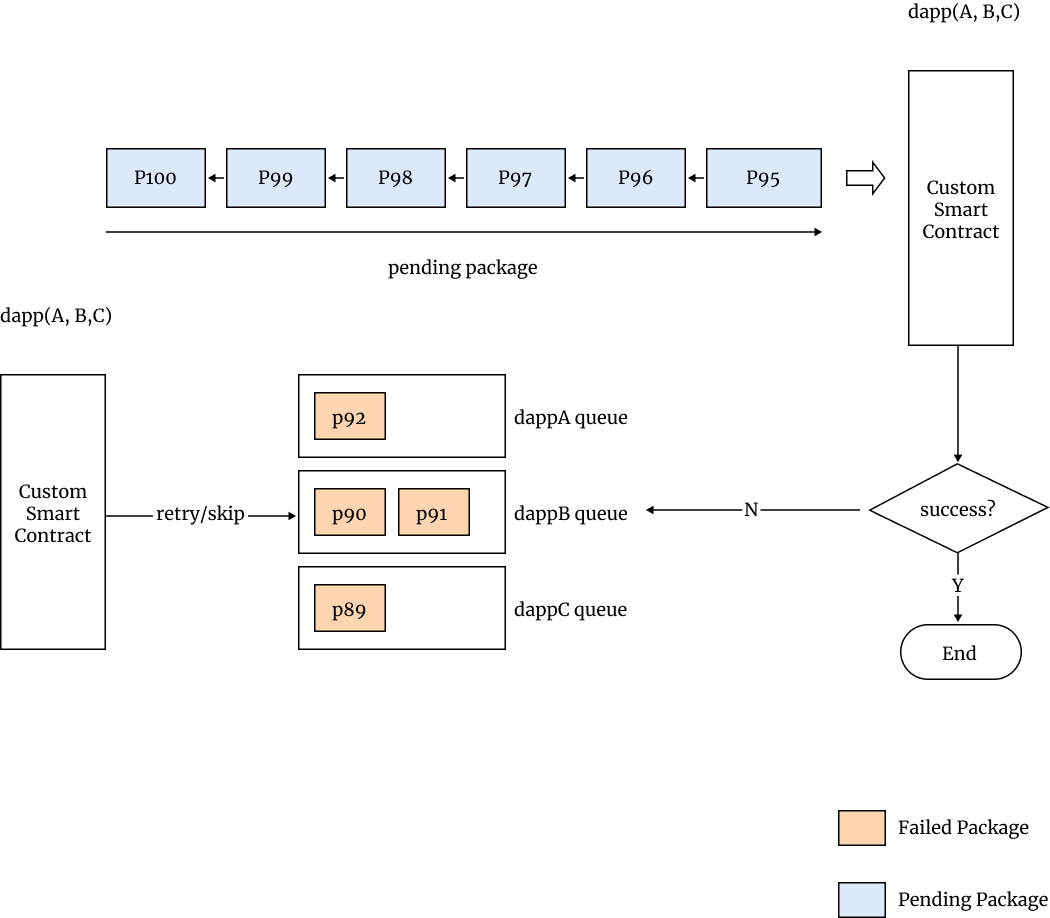 dapp(A, B,C)
P100
P99
P98
P97
P96
P95
Custom
Smart
Contract
pending package
dapp(A, B,C)
Custom
Smart
Contract
retry/skip
p92
dappA queue
p90
p91
dappB queue
p89
dappC queue
N
success?
Y
End
Failed Package
Pending Package